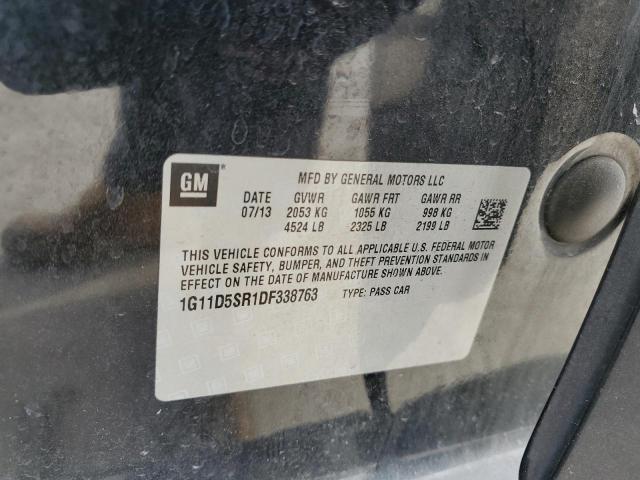 GM
MFD BY GENERAL MOTORS LLC
DATE GVWR GAWR FRT GAWR RR
07/13 2053 KG 1055 KG 998 KG
4524 LB 2325 LB 2199 LB
THIS VEHICLE CONFORMS TO ALL APPLICABLE U.S. FEDERAL MOTOR
VEHICLE SAFETY, BUMPER, AND THEFT PREVENTION STANDARDS IN
EFFECT ON THE DATE OF MANUFACTURE SHOWN ABOVE.
1G11D5SR1DF338763 TYPE: PASS CAR